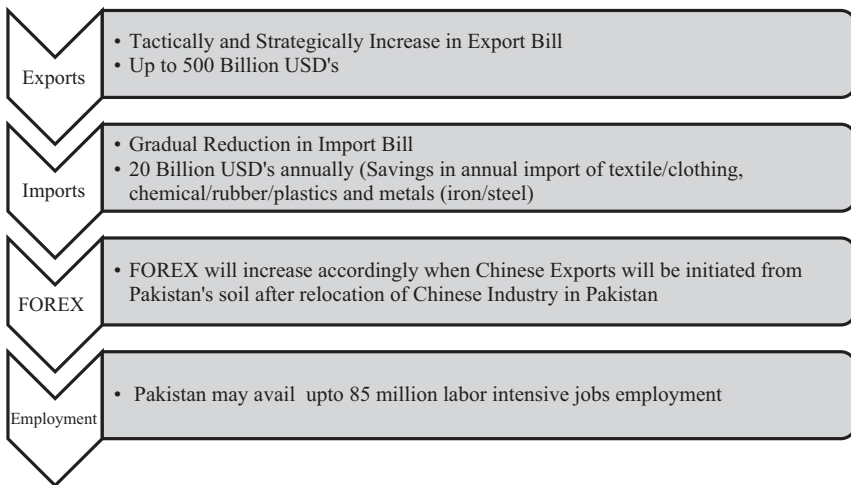 Exports
• Tactically and Strategically Increase in Export Bill
• Up to 500 Billion USD's
Imports
• Gradual Reduction in Import Bill
• 20 Billion USD's annually (Savings in annual import of textile/clothing,
chemical/rubber/plastics and metals (iron/steel)
FOREX
• FOREX will increase accordingly when Chinese Exports will be initiated from
Pakistan's soil after relocation of Chinese Industry in Pakistan
Employment
• Pakistan may avail upto 85 million labor intensive jobs employment